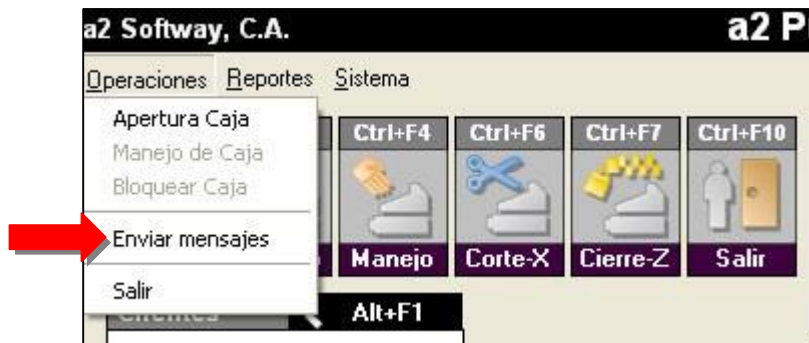 a2 Softway, C.A.
a2 P
Operaciones Reportes Sistema
Apertura Caja
Manejo de Caja
Bloquear Caja
Enviar mensajes
Salir
Ctrl+F4 Ctrl+F6 Ctrl+F7 Ctrl+F10
Manejo Corte-X Cierre-Z Salir
Clientes Alt+F1